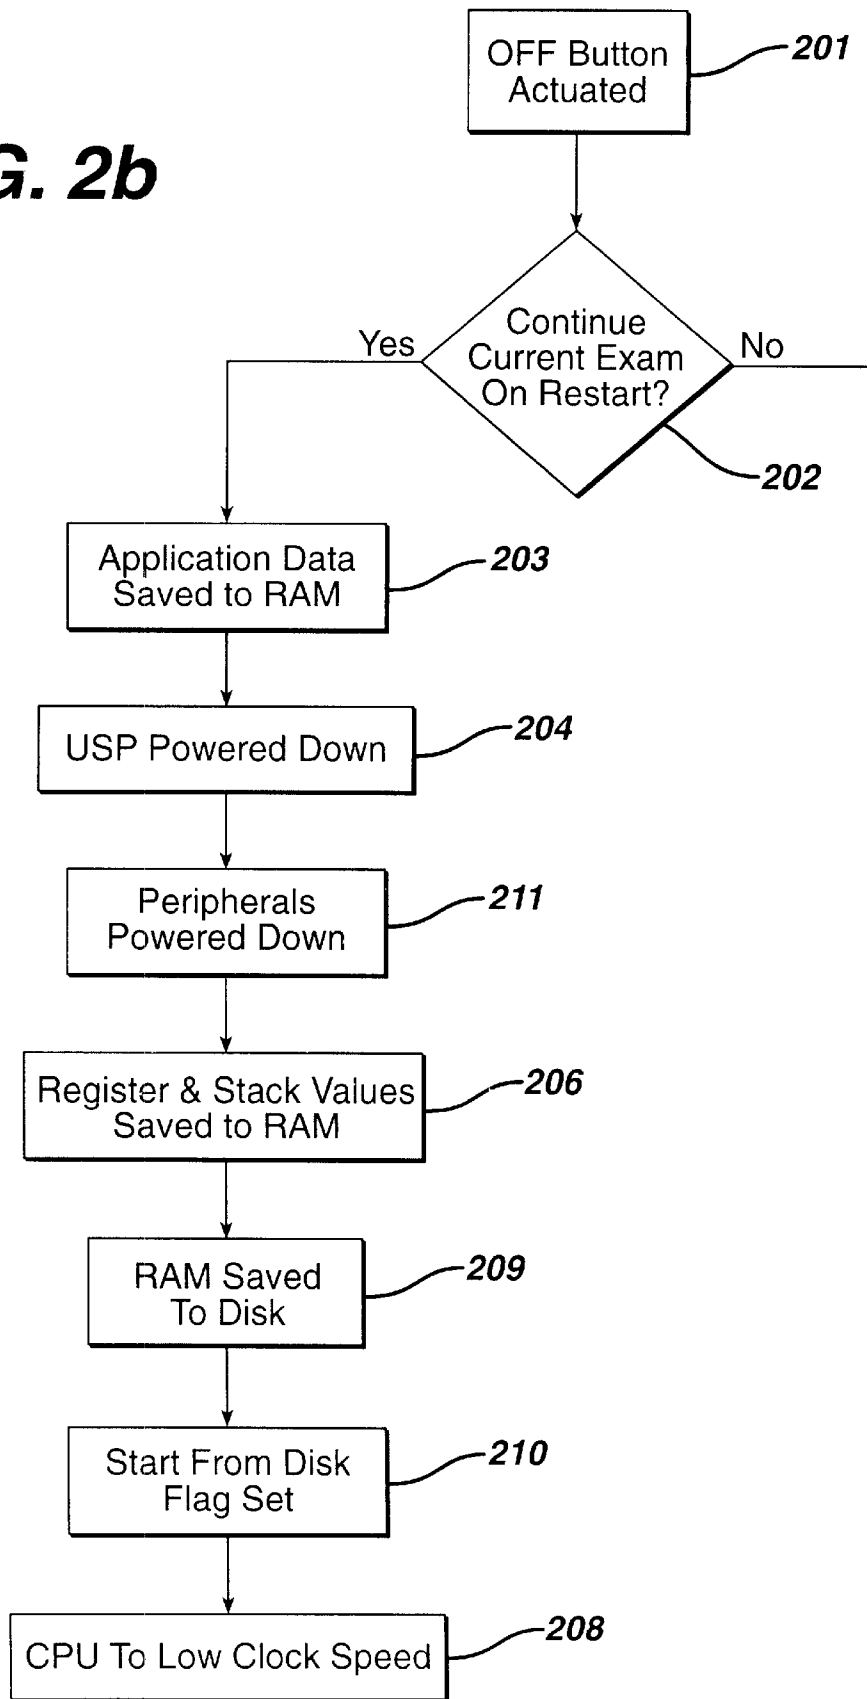 OFF Button
Actuated
201
G. 2b
Continue
Current Exam
On Restart?
Yes
No
202
Application Data
Saved to RAM
203
USP Powered Down
204
Peripherals
Powered Down
211
Register & Stack Values
Saved to RAM
206
RAM Saved
To Disk
209
Start From Disk
Flag Set
210
CPU To Low Clock Speed
208